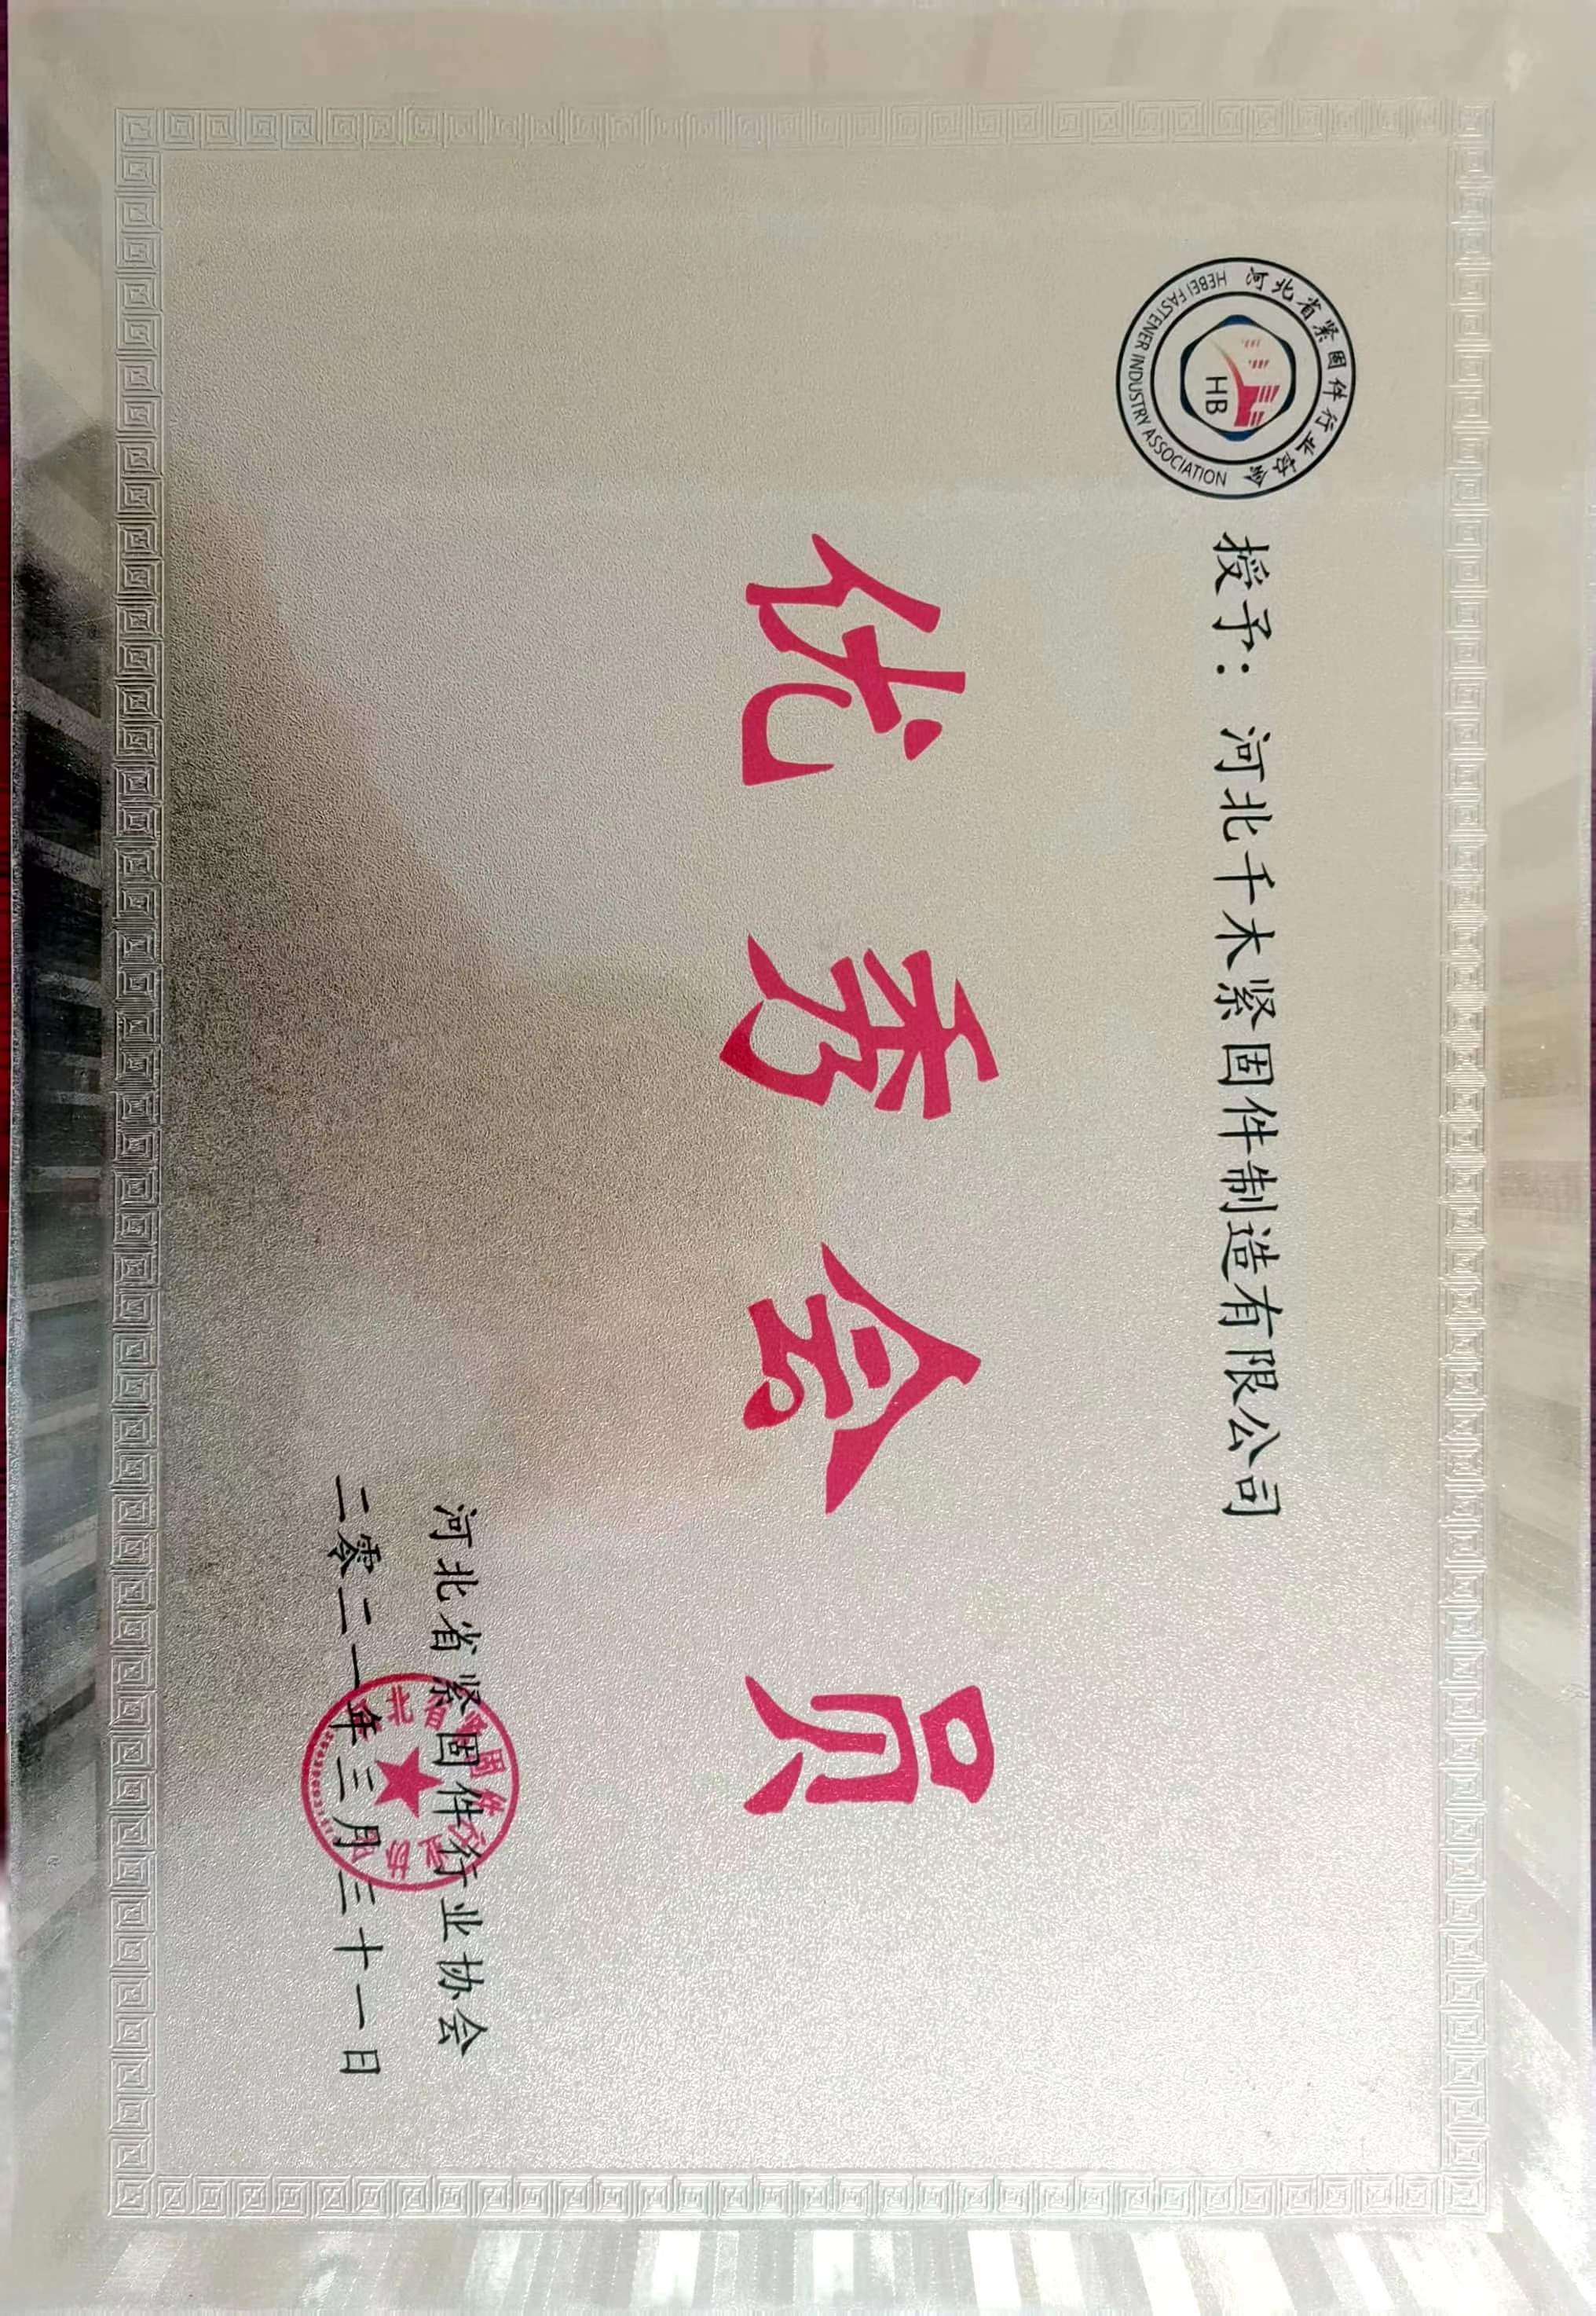 河北省紧固件行业协会
HEBEI FASTENER INDUSTRY ASSOCIATION
HB
授予：河北千木紧固件制造有限公司
优秀会员
河北省紧固件行业协会
二零二一年三月三十一日